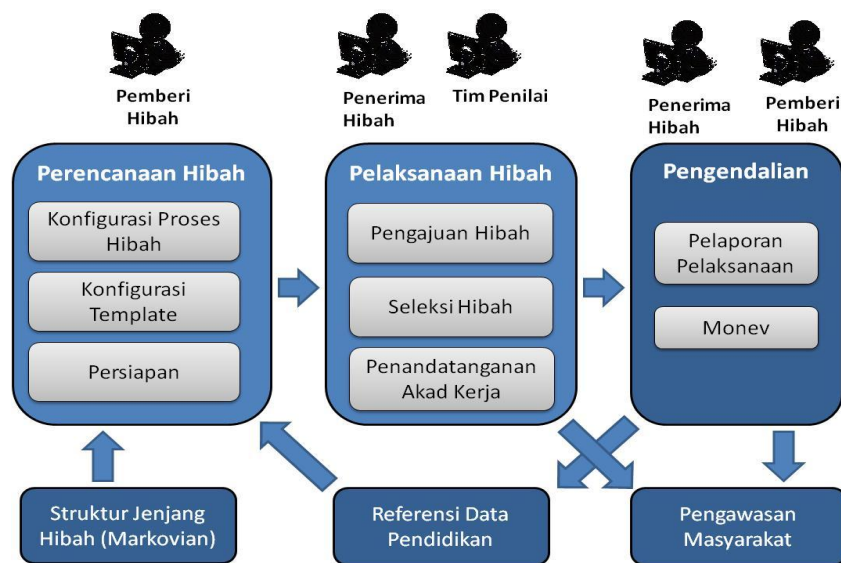 Pemberi
Hibah
Penerima
Hibah
Tim Penilai
Penerima
Hibah
Pemberi
Hibah
Perencanaan Hibah
Konfigurasi Proses
Hibah
Konfigurasi
Template
Persiapan
Pelaksanaan Hibah
Pengajuan Hibah
Seleksi Hibah
Penandatanganan
Akad Kerja
Pengendalian
Pelaporan
Pelaksanaan
Monev
Struktur Jenjang
Hibah (Markovian)
Referensi Data
Pendidikan
Pengawasan
Masyarakat